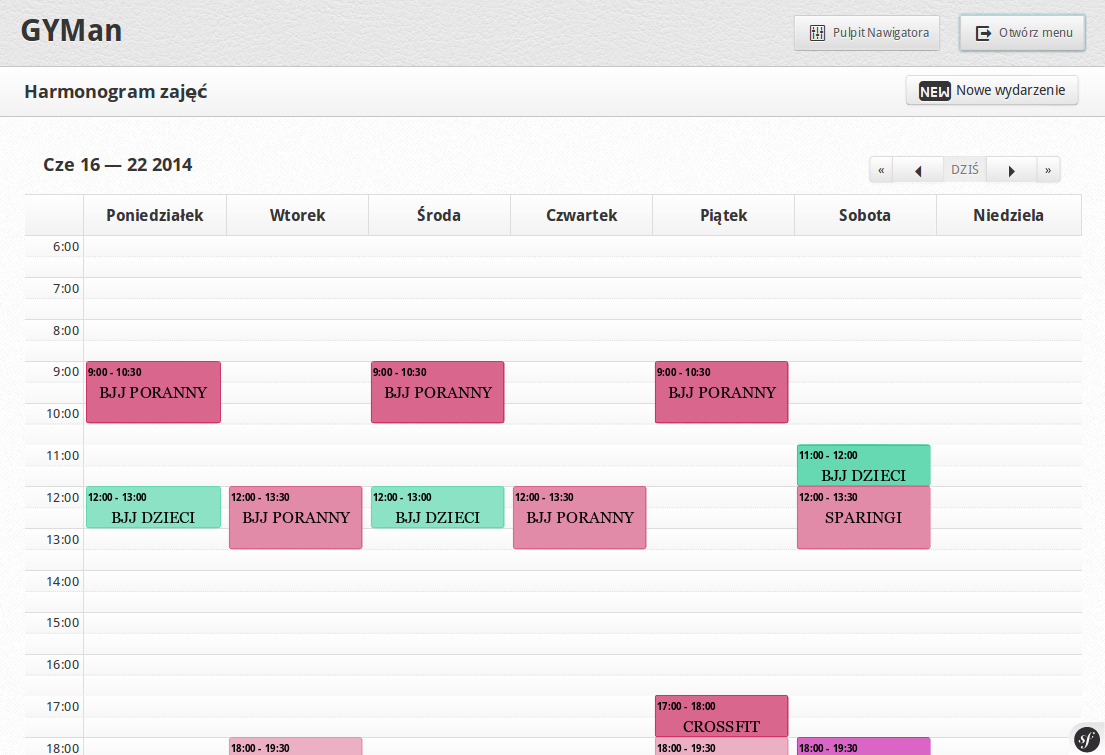 GYMan
Pulpit Nawigatora
Otwórz menu
Harmonogram zajęć
NEW Nowe wydarzenie
Cze 16 — 22 2014
« DZIŚ »
Poniedziałek Wtorek Środa Czwartek Piątek Sobota Niedziela
6:00
7:00
8:00
9:00
9:00 - 10:30 9:00 - 10:30 9:00 - 10:30
BJJ PORANNY BJJ PORANNY BJJ PORANNY
10:00
11:00
11:00 - 12:00
BJJ DZIECI
12:00
12:00 - 13:00 12:00 - 13:30 12:00 - 13:00 12:00 - 13:30 12:00 - 13:30
BJJ DZIECI BJJ PORANNY BJJ DZIECI BJJ PORANNY SPARINGI
13:00
14:00
15:00
16:00
17:00
17:00 - 18:00
CROSSFIT
18:00
18:00 - 19:30 18:00 - 19:30 18:00 - 19:30
sf